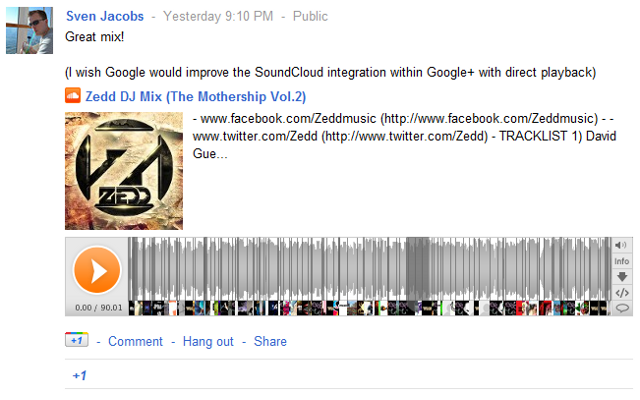 Sven Jacobs - Yesterday 9:10 PM - Public
Great mix!
(I wish Google would improve the SoundCloud integration within Google+ with direct playback)
Zedd DJ Mix (The Mothership Vol.2)
- www.facebook.com/Zeddmusic (http://www.facebook.com/Zeddmusic) - -
www.twitter.com/Zedd (http://www.twitter.com/Zedd) - TRACKLIST 1) David
Gue...
ZEDD
Info
0.00 / 90.01
+1 - Comment - Hang out - Share
+1